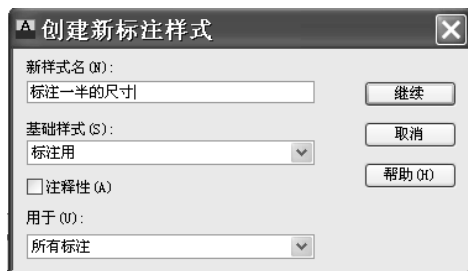 创建新标注样式
新样式名(N):
标注一半的尺寸
继续
基础样式(S):
取消
标注用
帮助(H)
注释性(A)
用于(U):
所有标注